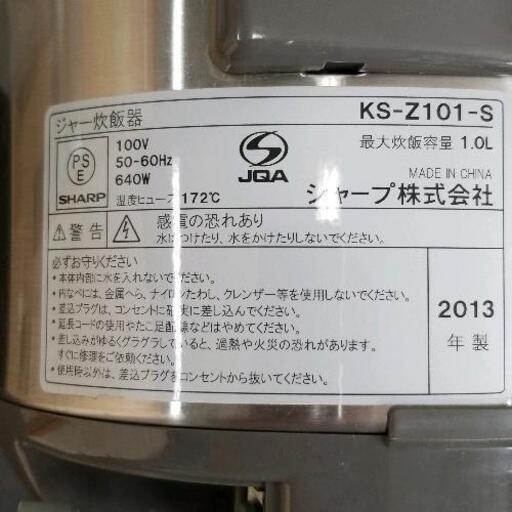 ジャー炊飯器
KS-Z101-S
PS
E
SHARP
100V
50-60Hz
640W
温度ヒューズ172℃
JQA
最大炊飯容量 1.0L
MADE IN CHINA
シャープ株式会社
警告
感電の恐れあり
水につけたり、水をかけたりしないでください。
必ずお守りください
・本体内部に水を入れないでください。
・内なべには、金属へら、ナイロンたわし、クレンザー等を使用しないでください。
・差込プラグは、コンセントに確実に差し込んでください。
・延長コードの使用やたこ足配線などはやめてください。
・差し込みがゆるくグラグラしていると、過熱や火災の恐れがあります。
すぐに修理をご依頼ください。
・使用時以外は、差込プラグをコンセントから抜いてください。
2013
年製